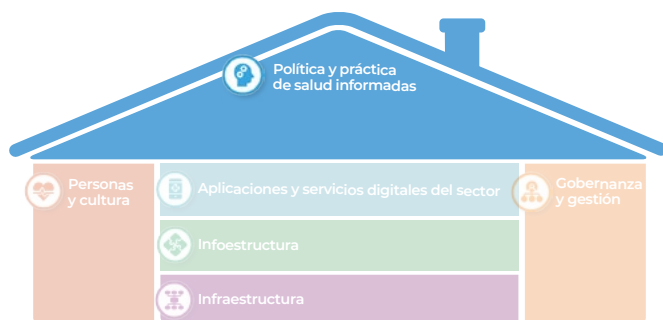 Política y práctica
de salud informadas
Personas
y cultura
Aplicaciones y servicios digitales del sector
Gobernanza
y gestión
Infoestructura
Infraestructura